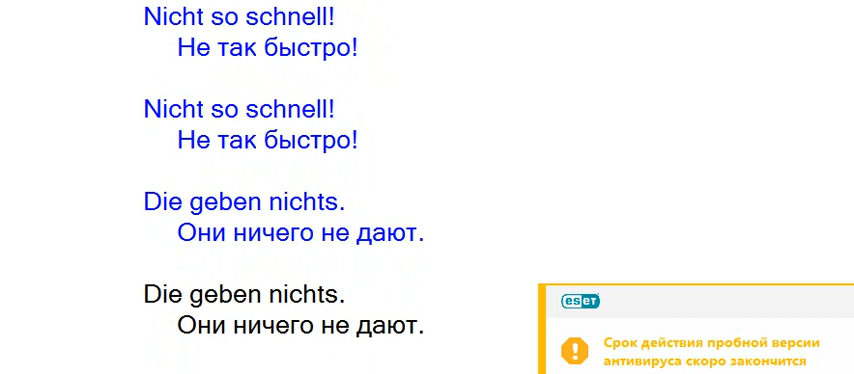 Nicht so schnell!
Не так быстро!
Nicht so schnell!
Не так быстро!
Die geben nichts.
Они ничего не дают.
Die geben nichts.
Они ничего не дают.
eseT
Срок действия пробной версии
антивируса скоро закончится